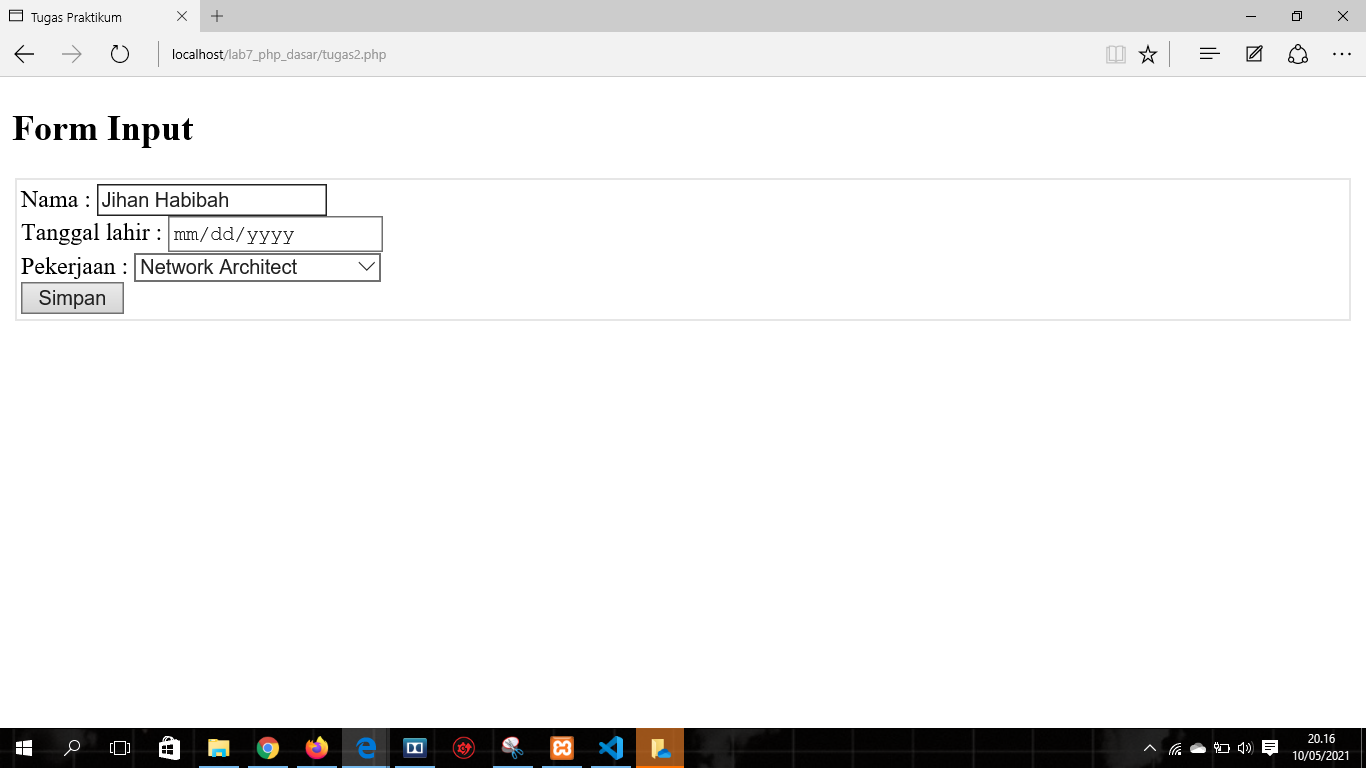 Tugas Praktikum
localhost/lab7_php_dasar/tugas2.php
Form Input
Nama : Jihan Habibah
Tanggal lahir : mm/dd/yyyy
Pekerjaan : Network Architect
Simpan
20.16
10/05/2021